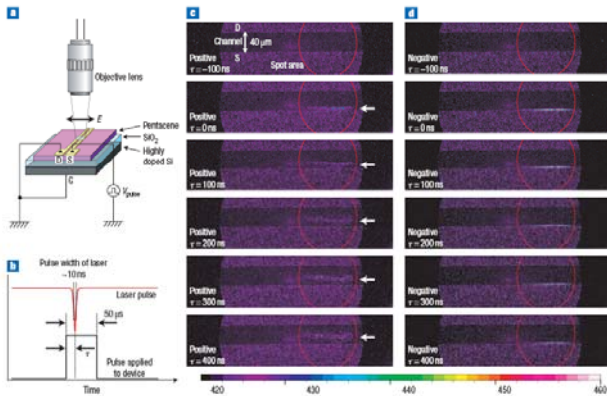 a
Objective lens
E
Pentacene
SiO2
Highly
doped Si
D
S
G
Vpulse
b
Pulse width of laser
~10 ns
Laser pulse
50 μs
τ
Pulse applied
to device
Time
c
D
Channel
40 μm
S
Positive
τ = −100 ns
Spot area
Positive
τ = 0 ns
Positive
τ = 100 ns
Positive
τ = 200 ns
Positive
τ = 300 ns
Positive
τ = 400 ns
d
Negative
τ = −100 ns
Negative
τ = 0 ns
Negative
τ = 100 ns
Negative
τ = 200 ns
Negative
τ = 300 ns
Negative
τ = 400 ns
420 430 440 450 460